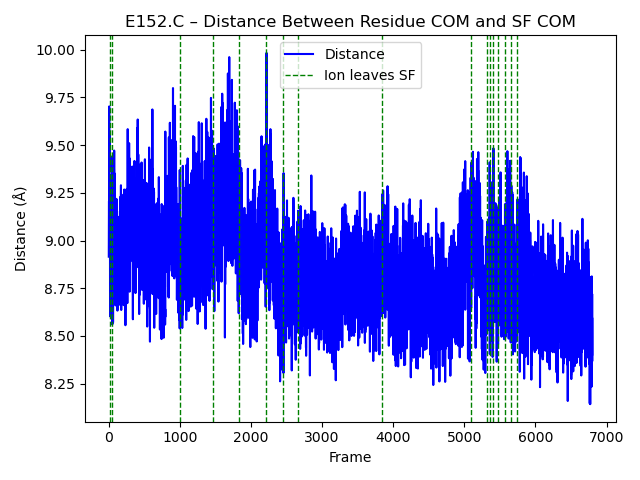 E152.C – Distance Between Residue COM and SF COM
Distance
Ion leaves SF
Distance (Å)
10.00
9.75
9.50
9.25
9.00
8.75
8.50
8.25
0 1000 2000 3000 4000 5000 6000 7000
Frame